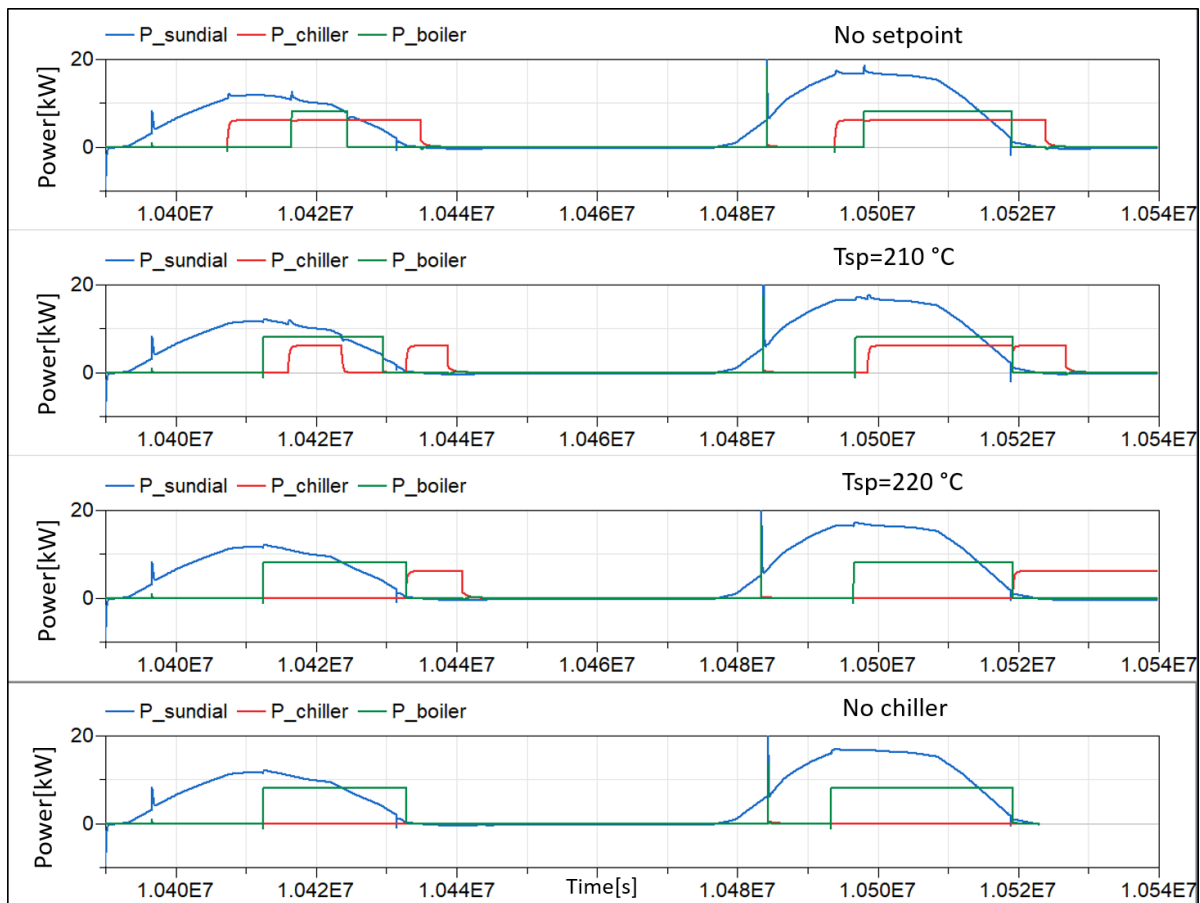 P_sundial P_chiller P_boiler No setpoint
20
0
Power[kW]
1.040E7 1.042E7 1.044E7 1.046E7 1.048E7 1.050E7 1.052E7 1.054E7
P_sundial P_chiller P_boiler Tsp=210 °C
20
0
Power[kW]
1.040E7 1.042E7 1.044E7 1.046E7 1.048E7 1.050E7 1.052E7 1.054E7
P_sundial P_chiller P_boiler Tsp=220 °C
20
0
Power[kW]
1.040E7 1.042E7 1.044E7 1.046E7 1.048E7 1.050E7 1.052E7 1.054E7
P_sundial P_chiller P_boiler No chiller
20
0
Power[kW]
1.040E7 1.042E7 1.044E7 1.046E7 1.048E7 1.050E7 1.052E7 1.054E7
Time[s]